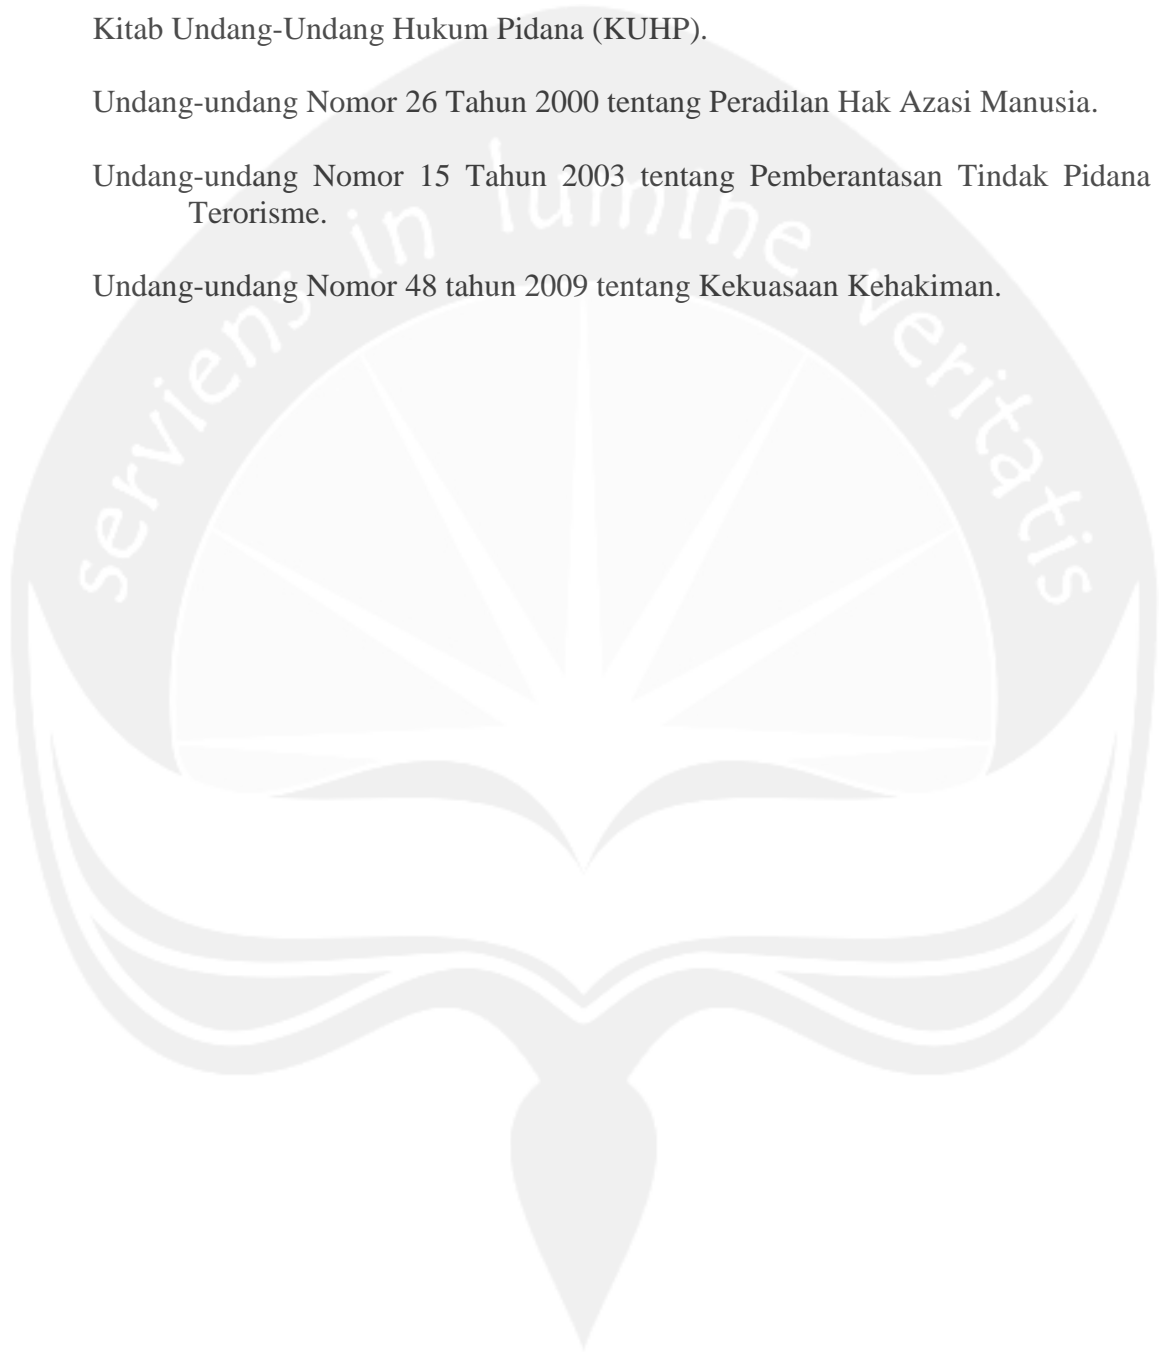 Kitab Undang-Undang Hukum Pidana (KUHP).
Undang-undang Nomor 26 Tahun 2000 tentang Peradilan Hak Azasi Manusia.
Undang-undang Nomor 15 Tahun 2003 tentang Pemberantasan Tindak Pidana
Terorisme.
Undang-undang Nomor 48 tahun 2009 tentang Kekuasaan Kehakiman.
serviens in lumine veritatis